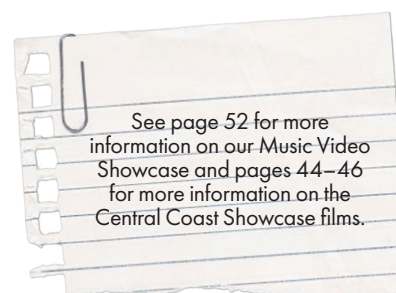 See page 52 for more
information on our Music Video
Showcase and pages 44–46
for more information on the
Central Coast Showcase films.